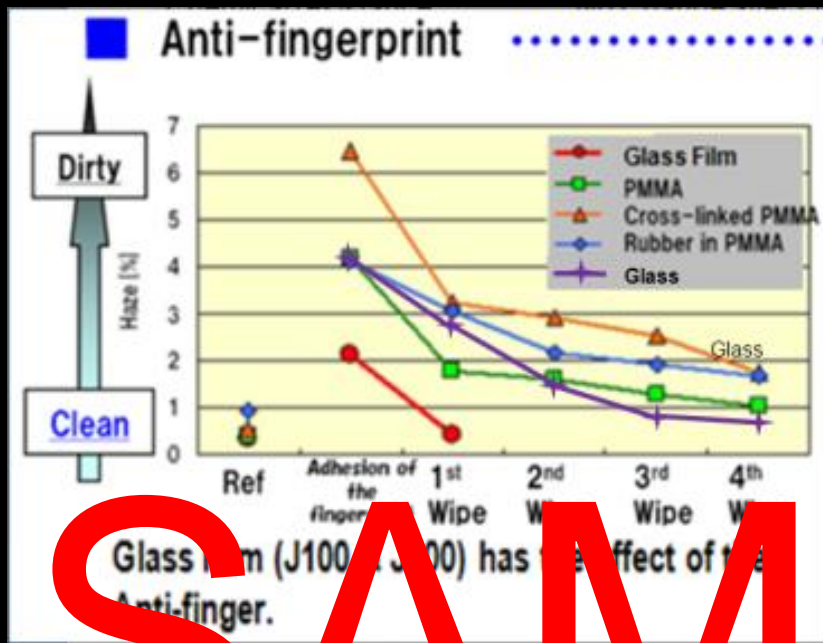 Anti-fingerprint
Dirty
Clean
Haze [%]
7
6
5
4
3
2
1
0
Glass Film
PMMA
Cross-linked PMMA
Rubber in PMMA
Glass
Glass
Ref
Adhesion of the
1st Wipe
2nd
3rd Wipe
4th
Glass (J100 has effect of
Anti-finger.
SAM